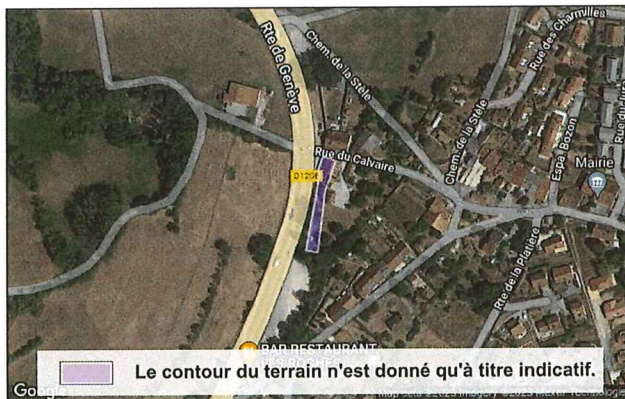 Rte de Genève
Chem. de la Stèle
Rue des Charmilles
Rue du Calvaire
D1206
Chem. de la Stèle
Espa. Bozon
Mairie
Rte de la Platière
BAR RESTAURANT
Le contour du terrain n'est donné qu'à titre indicatif.
Google